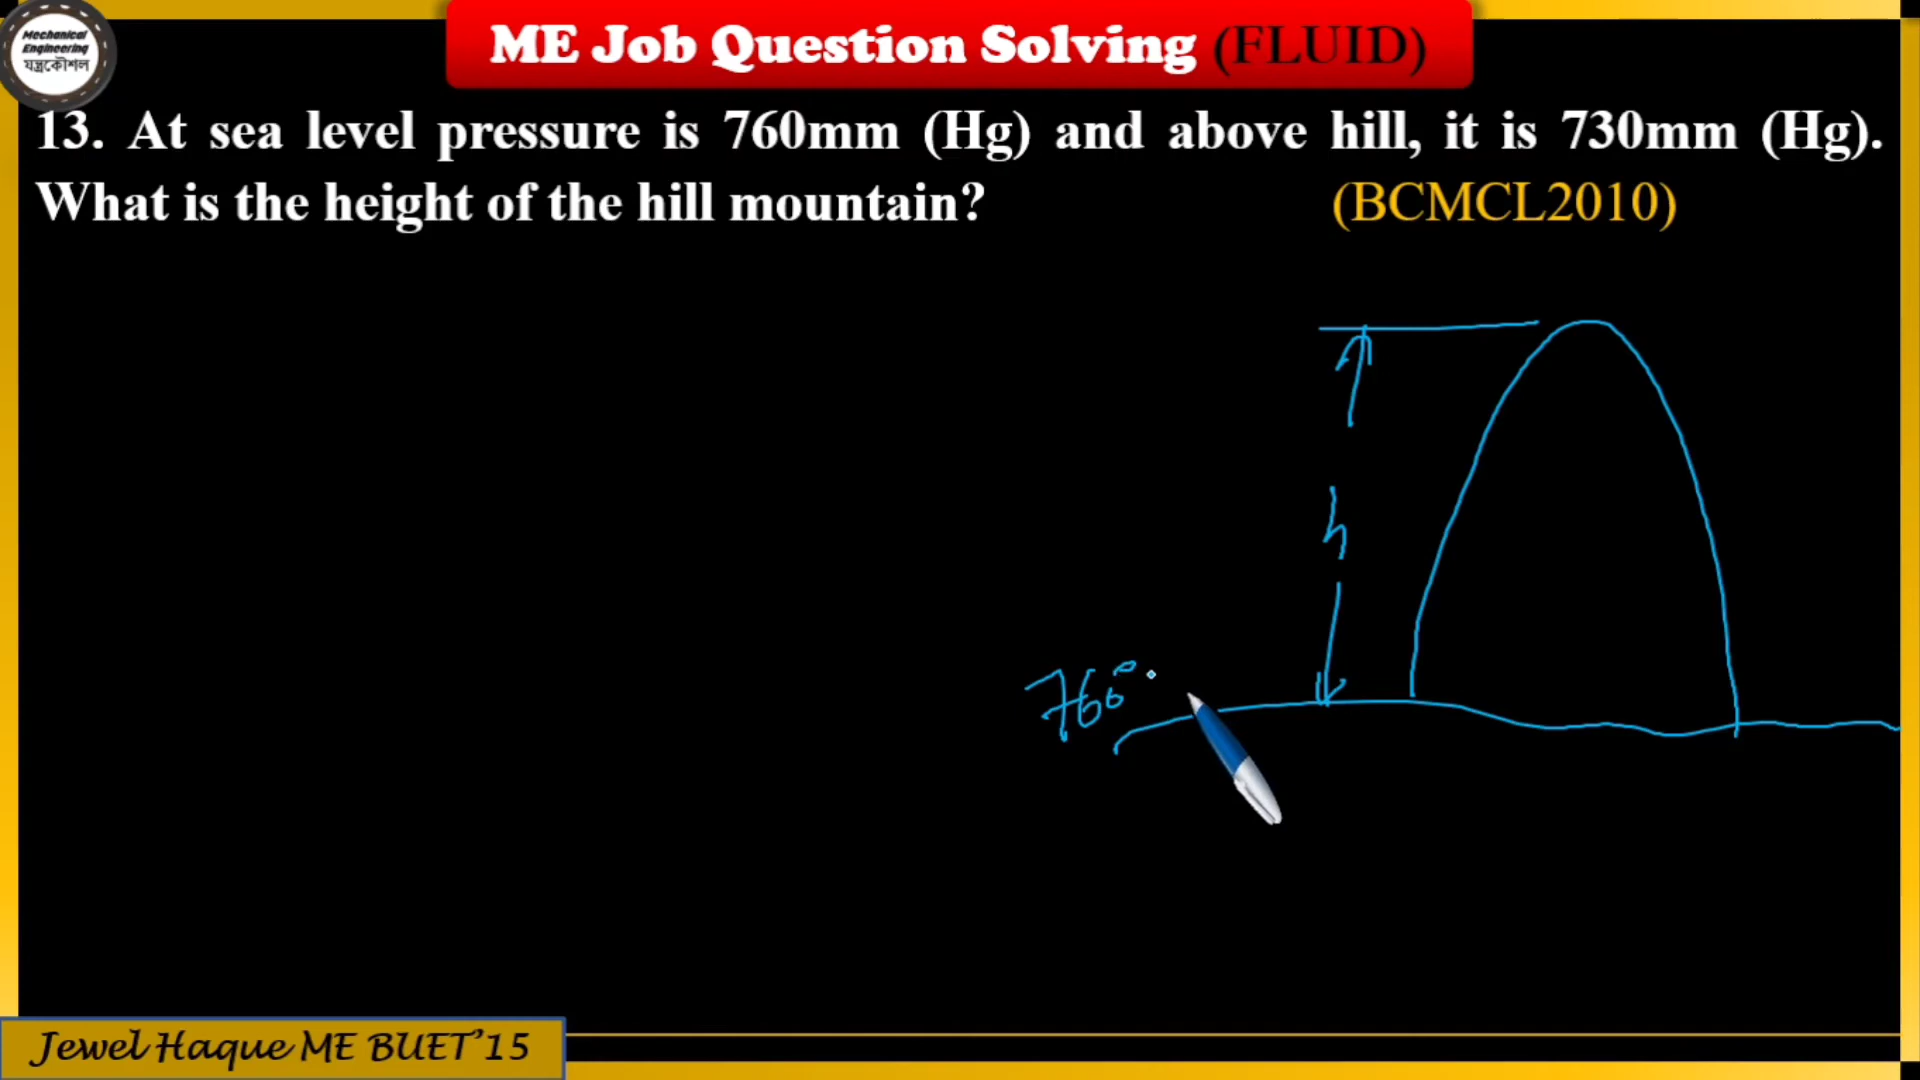 Mechanical
Engineering
যন্ত্রকৌশল
ME Job Question Solving (FLUID)
13. At sea level pressure is 760mm (Hg) and above hill, it is 730mm (Hg).
What is the height of the hill mountain? (BCMCL2010)
h
760
Jewel Haque ME BUET’15